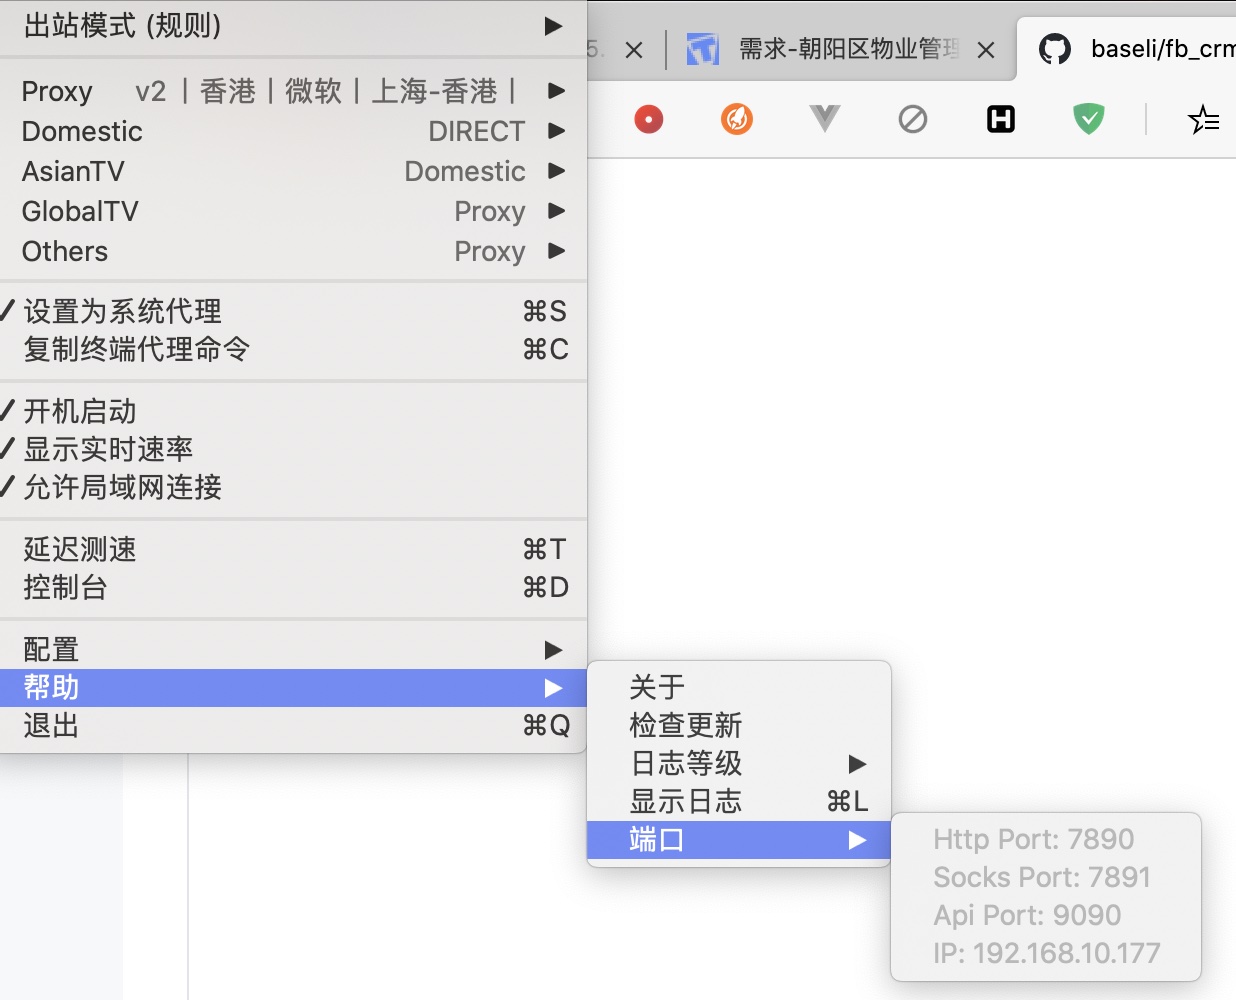 出站模式 (规则)
Proxy v2 | 香港 | 微软 | 上海-香港 |
Domestic DIRECT
AsianTV Domestic
GlobalTV Proxy
Others Proxy
设置为系统代理 ⌘S
复制终端代理命令 ⌘C
开机启动
显示实时速率
允许局域网连接
延迟测速 ⌘T
控制台 ⌘D
配置
帮助
退出 ⌘Q
关于
检查更新
日志等级
显示日志 ⌘L
端口
Http Port: 7890
Socks Port: 7891
Api Port: 9090
IP: 192.168.10.177
5.
需求-朝阳区物业管理
baseli/fb_crm